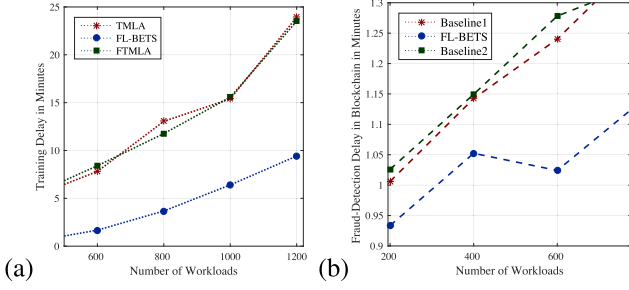 TMLA
FL-BETS
FTMLA
25
20
15
10
5
0
600
800
1000
1200
Training Delay in Minutes
Number of Workloads
(a)
Baseline1
FL-BETS
Baseline2
1.3
1.25
1.2
1.15
1.1
1.05
1
0.95
0.9
200
400
600
Fraud-Detection Delay in Blockchain in Minutes
Number of Workloads
(b)